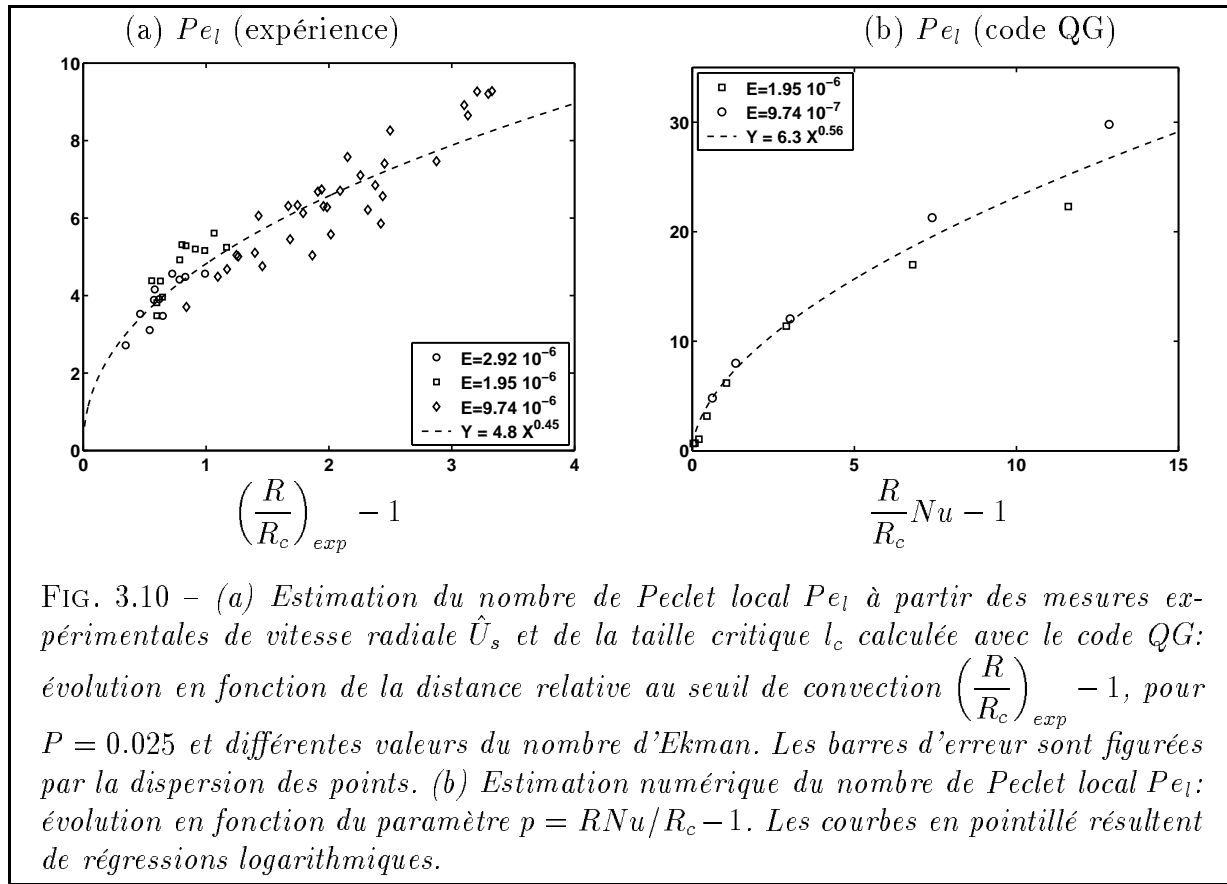 (a) Pe_l (expérience)
(b) Pe_l (code QG)
10
8
6
4
2
0
0 1 2 3 4
E=2.92 10^−6
E=1.95 10^−6
E=9.74 10^−6
Y = 4.8 X^0.45
(R/R_c)_exp − 1
30
20
10
0
0 5 10 15
E=1.95 10^−6
E=9.74 10^−7
Y = 6.3 X^0.56
R/R_c Nu − 1
FIG. 3.10 – (a) Estimation du nombre de Peclet local Pe_l à partir des mesures ex-
périmentales de vitesse radiale Û_s et de la taille critique l_c calculée avec le code QG:
évolution en fonction de la distance relative au seuil de convection (R/R_c)_exp − 1, pour
P = 0.025 et différentes valeurs du nombre d'Ekman. Les barres d'erreur sont figurées
par la dispersion des points. (b) Estimation numérique du nombre de Peclet local Pe_l:
évolution en fonction du paramètre p = RNu/R_c − 1. Les courbes en pointillé résultent
de régressions logarithmiques.